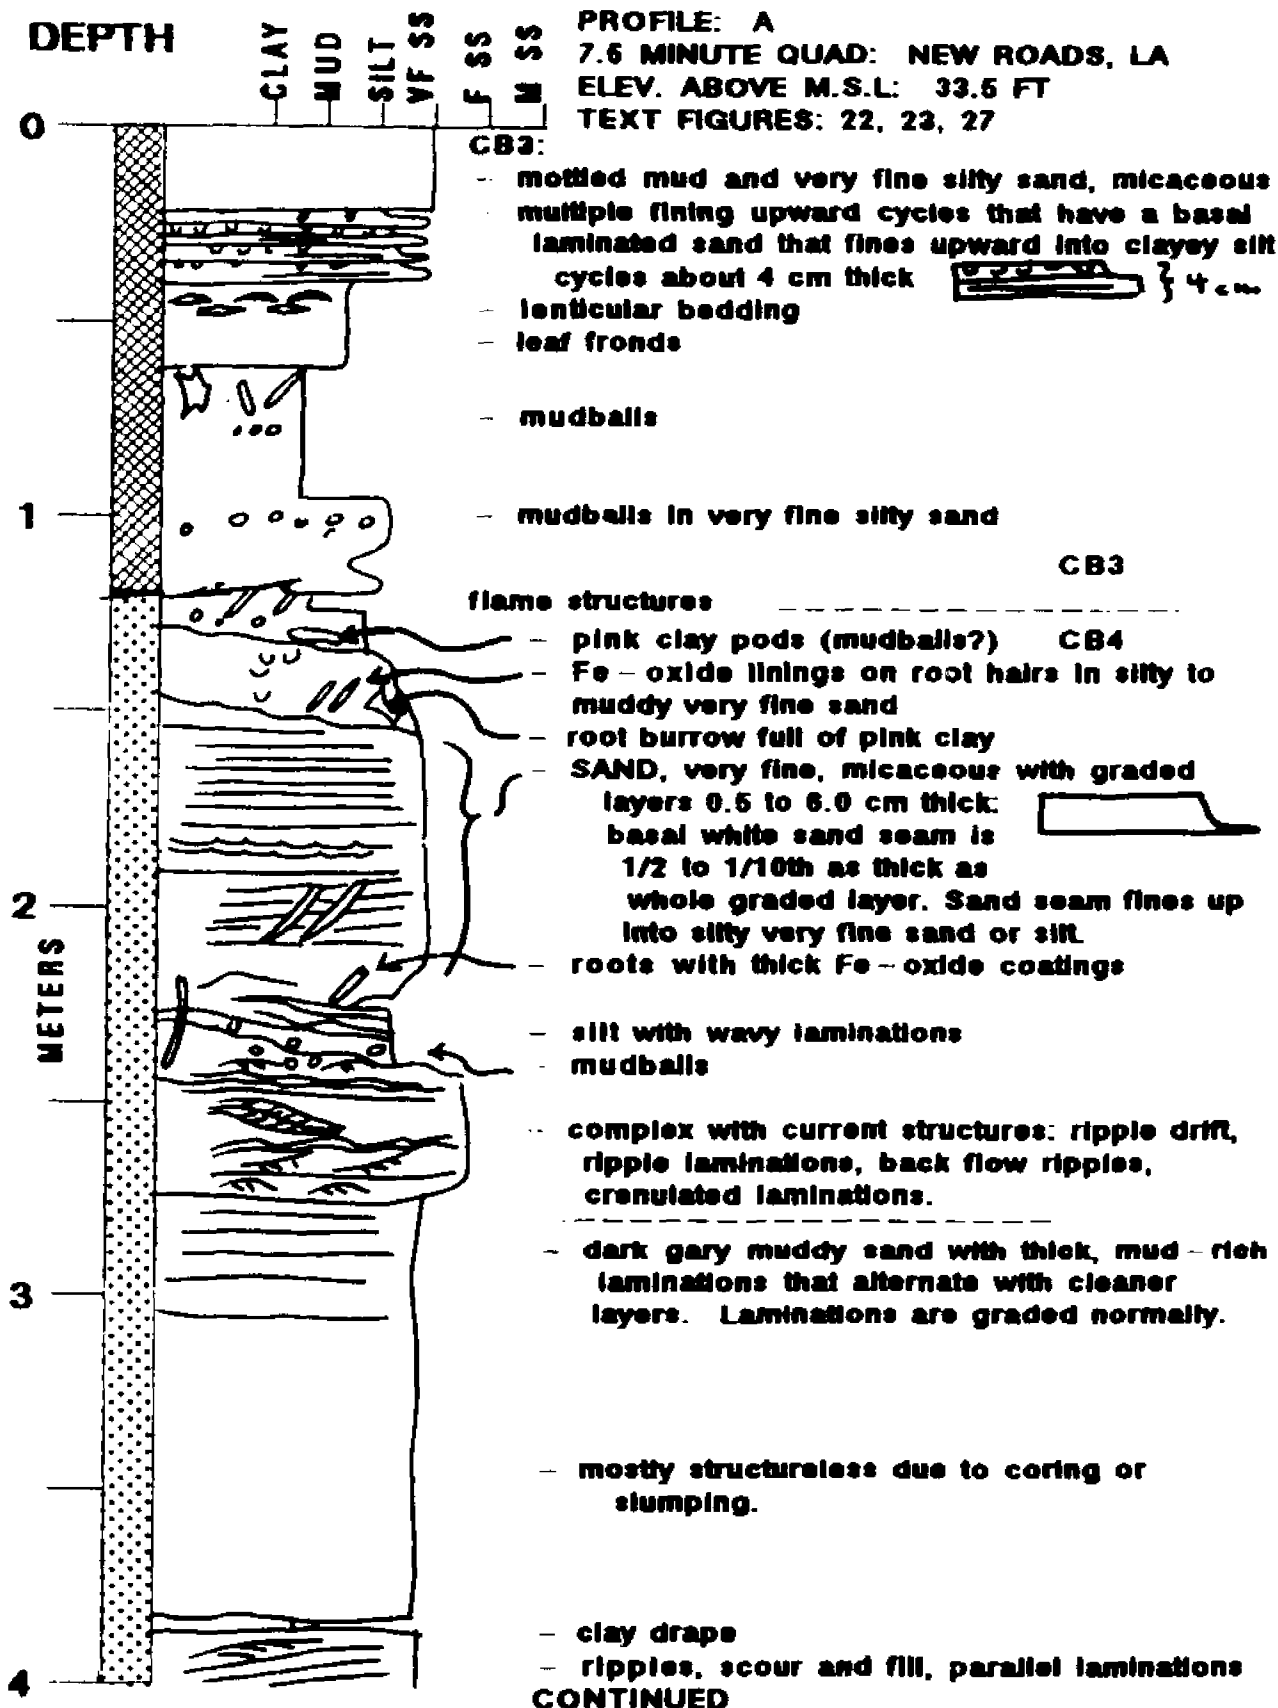 DEPTH
CLAY
MUD
SILT
VF SS
F SS
M SS
PROFILE: A
7.5 MINUTE QUAD: NEW ROADS, LA
ELEV. ABOVE M.S.L: 33.5 FT
TEXT FIGURES: 22, 23, 27
0
CB3:
- mottled mud and very fine silty sand, micaceous
- multiple fining upward cycles that have a basal
laminated sand that fines upward into clayey silt
cycles about 4 cm thick
4 cm
- lenticular bedding
- leaf fronds
- mudballs
1
- mudballs in very fine silty sand
CB3
flame structures
- pink clay pods (mudballs?) CB4
- Fe-oxide linings on root hairs in silty to
muddy very fine sand
- root burrow full of pink clay
- SAND, very fine, micaceous with graded
layers 0.5 to 6.0 cm thick:
basal white sand seam is
1/2 to 1/10th as thick as
whole graded layer. Sand seam fines up
into silty very fine sand or silt.
2
METERS
- roots with thick Fe-oxide coatings
- silt with wavy laminations
- mudballs
- complex with current structures: ripple drift,
ripple laminations, back flow ripples,
crenulated laminations.
- dark gary muddy sand with thick, mud-rich
laminations that alternate with cleaner
layers. Laminations are graded normally.
3
- mostly structureless due to coring or
slumping.
- clay drape
- ripples, scour and fill, parallel laminations
4
CONTINUED